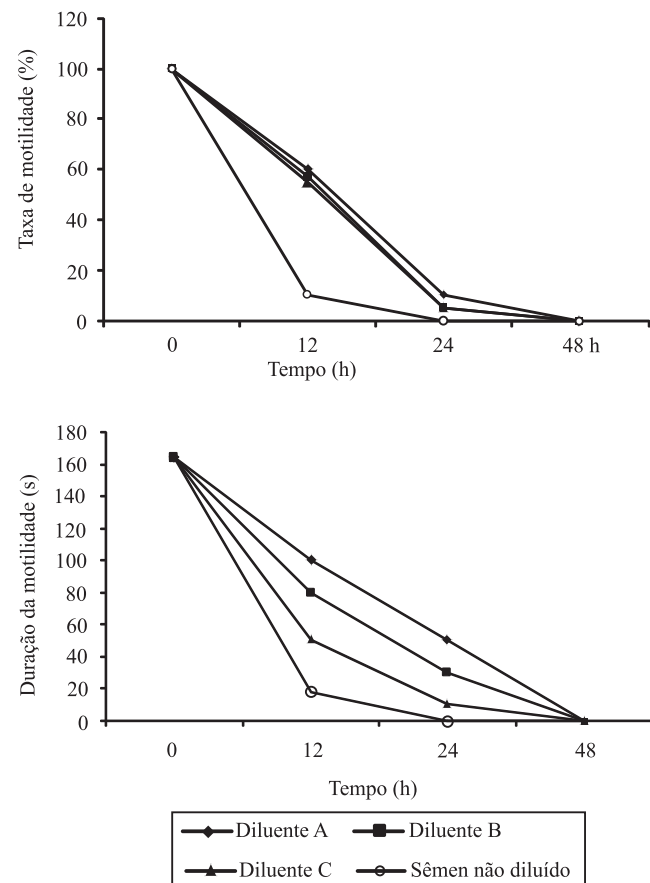 120
100
80
60
40
20
0
Taxa de motilidade (%)
0 12 24 48 h
Tempo (h)
180
160
140
120
100
80
60
40
20
0
Duração da motilidade (s)
0 12 24 48
Tempo (h)
Diluente A Diluente B
Diluente C Sêmen não diluído